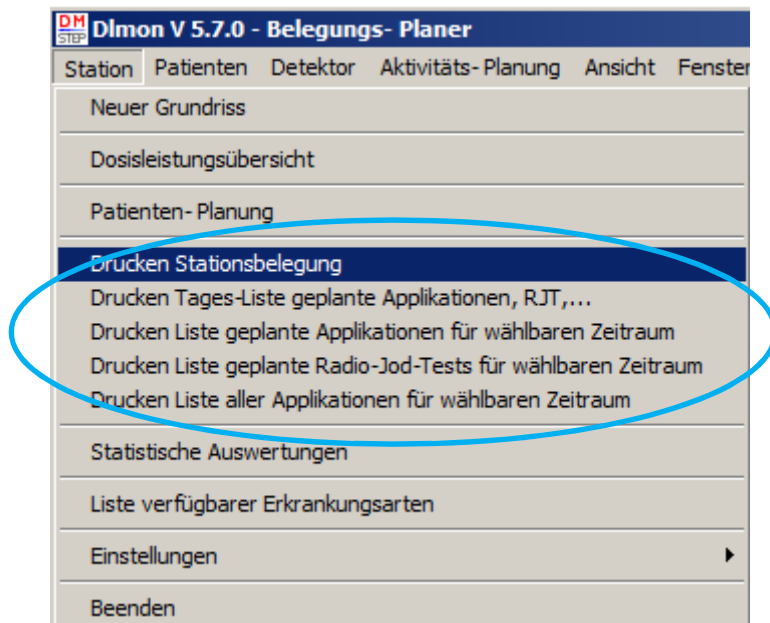 DM STEP Dlmon V 5.7.0 - Belegungs- Planer
Station Patienten Detektor Aktivitäts- Planung Ansicht Fenster
Neuer Grundriss
Dosisleistungsübersicht
Patienten- Planung
Drucken Stationsbelegung
Drucken Tages-Liste geplante Applikationen, RJT,...
Drucken Liste geplante Applikationen für wählbaren Zeitraum
Drucken Liste geplante Radio-Jod-Tests für wählbaren Zeitraum
Drucken Liste aller Applikationen für wählbaren Zeitraum
Statistische Auswertungen
Liste verfügbarer Erkrankungsarten
Einstellungen
Beenden